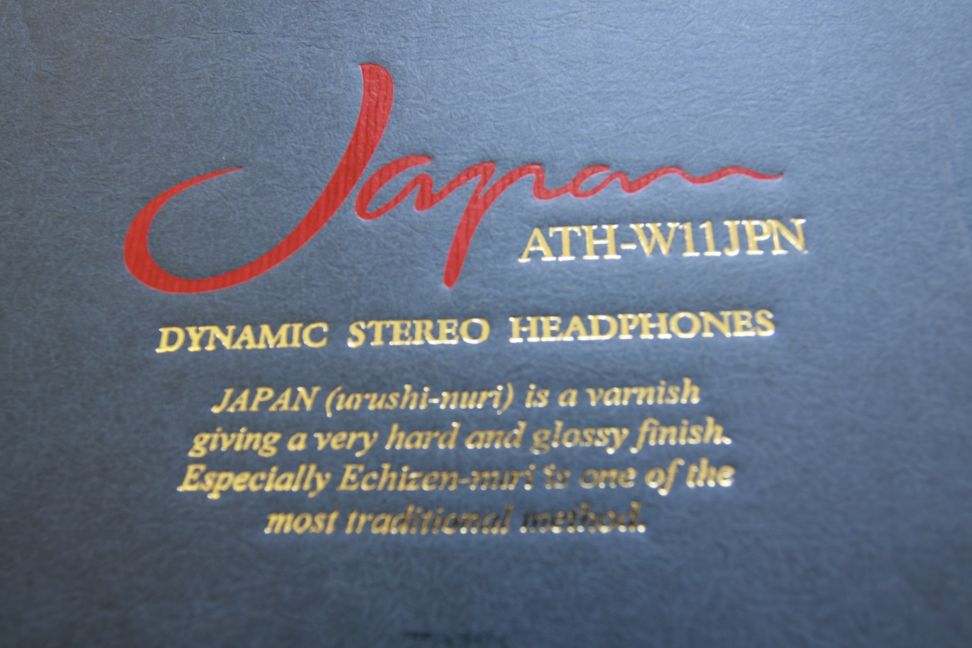 Japan
ATH-W11JPN
DYNAMIC STEREO HEADPHONES
JAPAN (urushi-nuri) is a varnish
giving a very hard and glossy finish.
Especially Echizen-nuri is one of the
most traditional method.